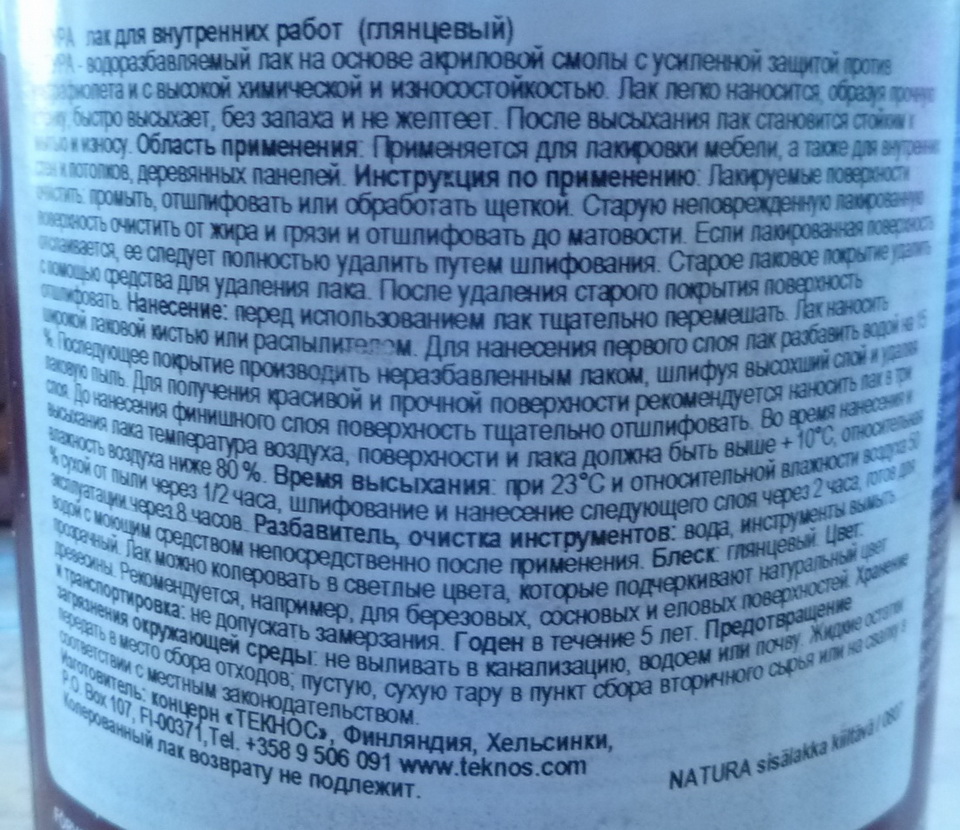 лак для внутренних работ (глянцевый)
- водоразбавляемый лак на основе акриловой смолы с усиленной защитой против
и с высокой химической и износостойкостью. Лак легко наносится, образуя прочную
быстро высыхает, без запаха и не желтеет. После высыхания лак становится стойким к
и износу. Область применения: Применяется для лакировки мебели, а также для внутренних
стен и потолков, деревянных панелей. Инструкция по применению: Лакируемые поверхности
очистить, промыть, отшлифовать или обработать щеткой. Старую неповрежденную лакированную
поверхность очистить от жира и грязи и отшлифовать до матовости. Если лакированная поверхность
отслаивается, ее следует полностью удалить путем шлифования. Старое лаковое покрытие удалить
с помощью средства для удаления лака. После удаления старого покрытия поверхность
отшлифовать. Нанесение: перед использованием лак тщательно перемешать. Лак наносить
широкой лаковой кистью или распылителем. Для нанесения первого слоя лак разбавить водой на 15
%. Последующее покрытие производить неразбавленным лаком, шлифуя высохший слой и удаляя
лаковую пыль. Для получения красивой и прочной поверхности рекомендуется наносить лак в три
слоя. До нанесения финишного слоя поверхность тщательно отшлифовать. Во время нанесения и
высыхания лака температура воздуха, поверхности и лака должна быть выше +10°C, относительная
влажность воздуха ниже 80 %. Время высыхания: при 23°C и относительной влажности воздуха 50
% сухой от пыли через 1/2 часа, шлифование и нанесение следующего слоя через 2 часа, готов для
эксплуатации через 8 часов. Разбавитель, очистка инструментов: вода, инструменты вымыть
водой с моющим средством непосредственно после применения. Блеск: глянцевый. Цвет:
прозрачный. Лак можно колеровать в светлые цвета, которые подчеркивают натуральный цвет
древесины. Рекомендуется, например, для березовых, сосновых и еловых поверхностей. Хранение
и транспортировка: не допускать замерзания. Годен в течение 5 лет. Предотвращение
загрязнения окружающей среды: не выливать в канализацию, водоем или почву. Жидкие остатки
передать в место сбора отходов; пустую, сухую тару в пункт сбора вторичного сырья или на свалку в
соответствии с местным законодательством.
Изготовитель: концерн «ТЕКНОС», Финляндия, Хельсинки,
P.O. Box 107, FI-00371, Tel. +358 9 506 091 www.teknos.com
Колерованный лак возврату не подлежит.
NATURA sisälakka kiiltävä / 0807